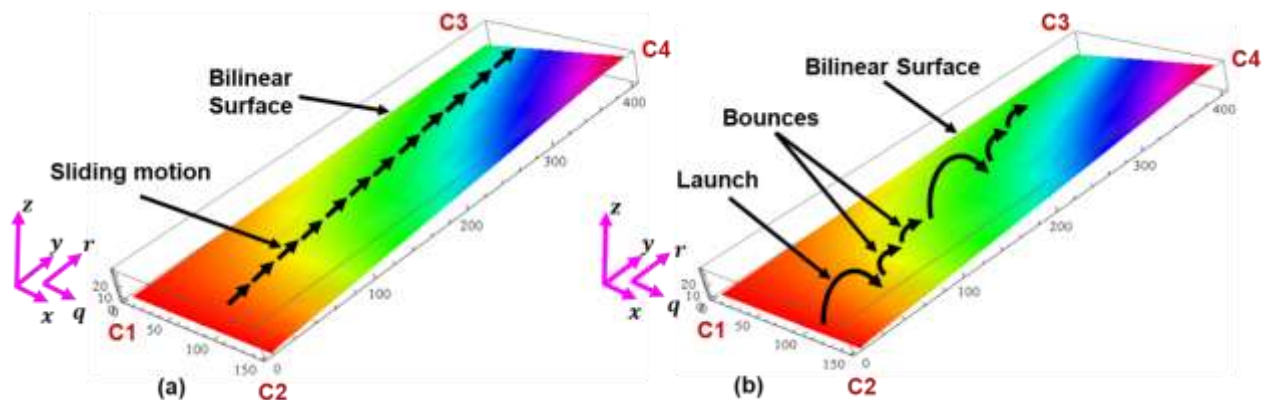 C3
C4
Bilinear
Surface
Sliding motion
400
300
200
100
0
z
y
r
x
q
20
10
0
50
100
150
C1
C2
(a)
C3
C4
Bilinear Surface
Bounces
Launch
400
300
200
100
0
z
y
r
x
q
20
10
0
50
100
150
C1
C2
(b)